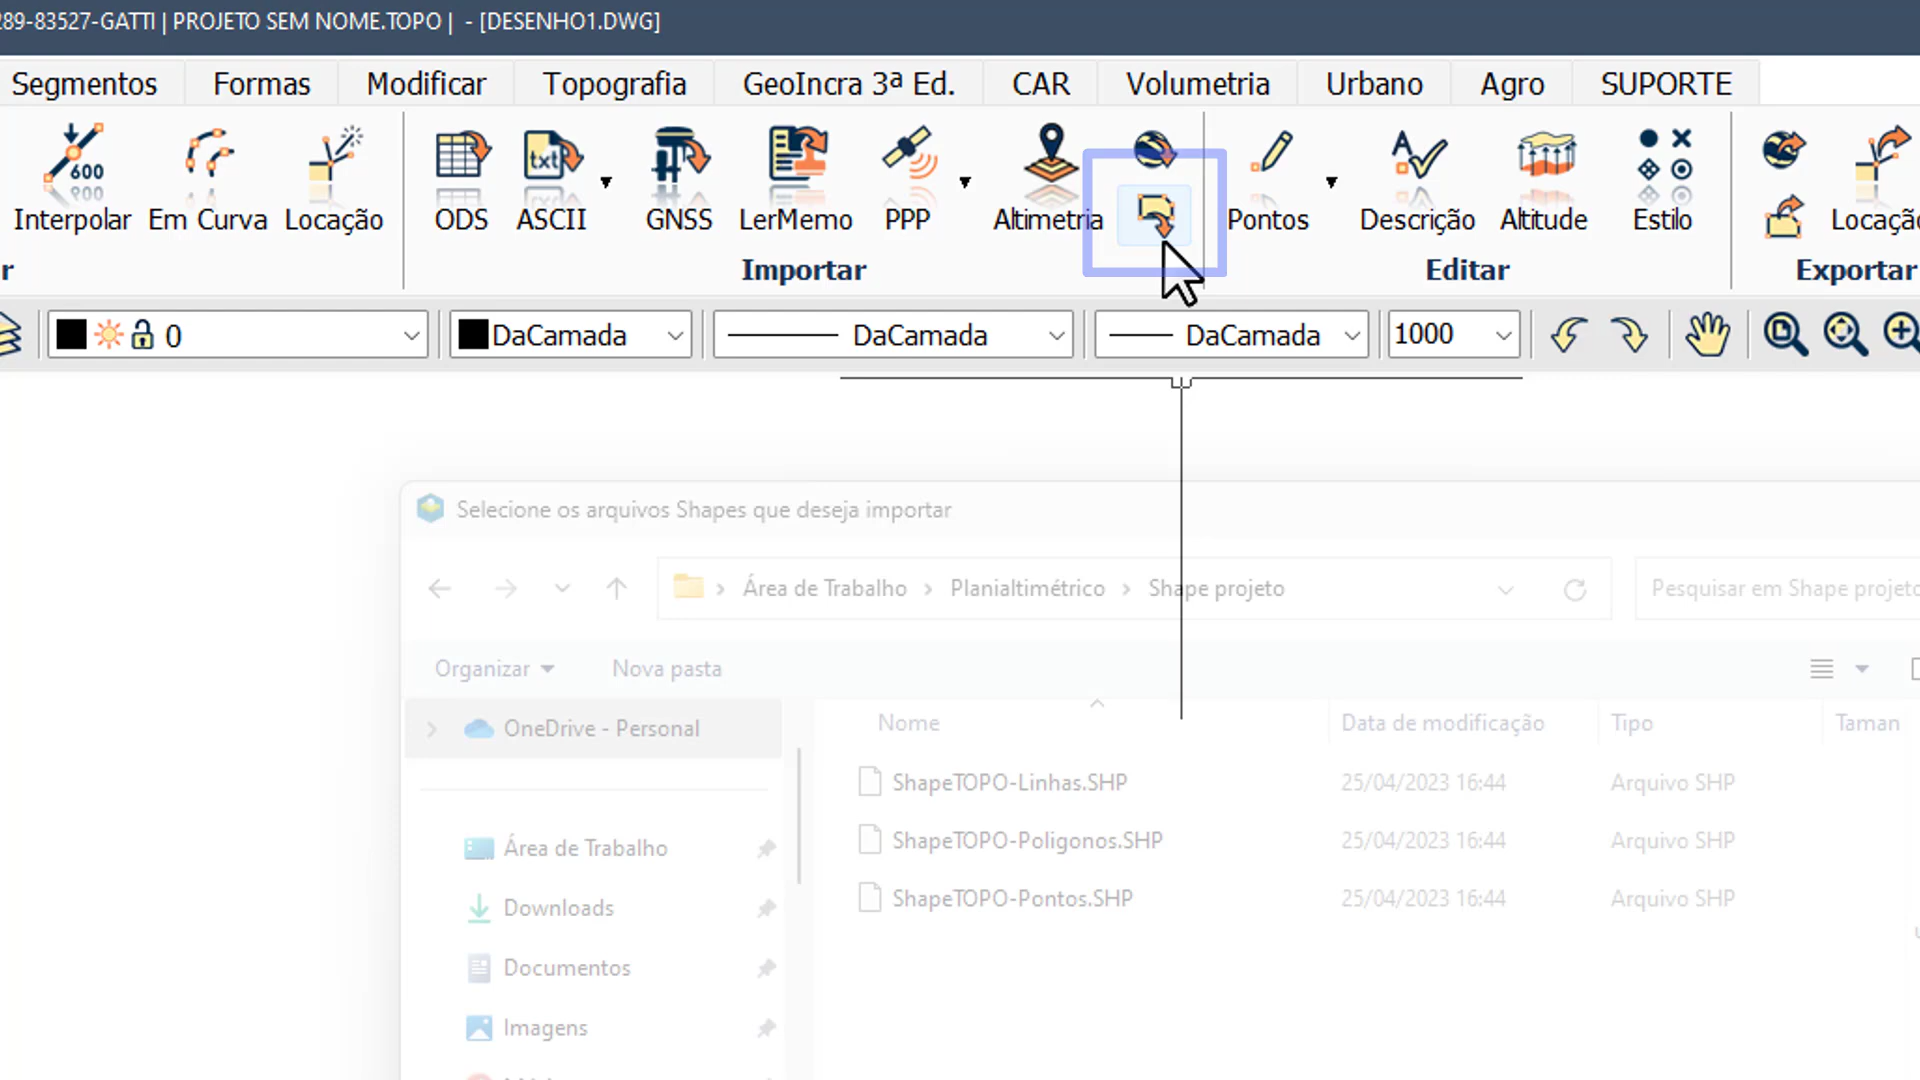 289-83527-GATTI | PROJETO SEM NOME.TOPO | - [DESENHO1.DWG]
Segmentos Formas Modificar Topografia GeoIncra 3ª Ed. CAR Volumetria Urbano Agro SUPORTE
600
txt
Interpolar Em Curva Locação ODS ASCII GNSS LerMemo PPP Altimetria Pontos Descrição Altitude Estilo Locação
r Importar Editar Exportar
0 DaCamada DaCamada DaCamada 1000
Selecione os arquivos Shapes que deseja importar
Área de Trabalho Planialtimétrico Shape projeto Pesquisar em Shape projeto
Organizar Nova pasta
OneDrive - Personal Nome Data de modificação Tipo Taman
ShapeTOPO-Linhas.SHP 25/04/2023 16:44 Arquivo SHP
Área de Trabalho ShapeTOPO-Poligonos.SHP 25/04/2023 16:44 Arquivo SHP
Downloads ShapeTOPO-Pontos.SHP 25/04/2023 16:44 Arquivo SHP
Documentos
Imagens